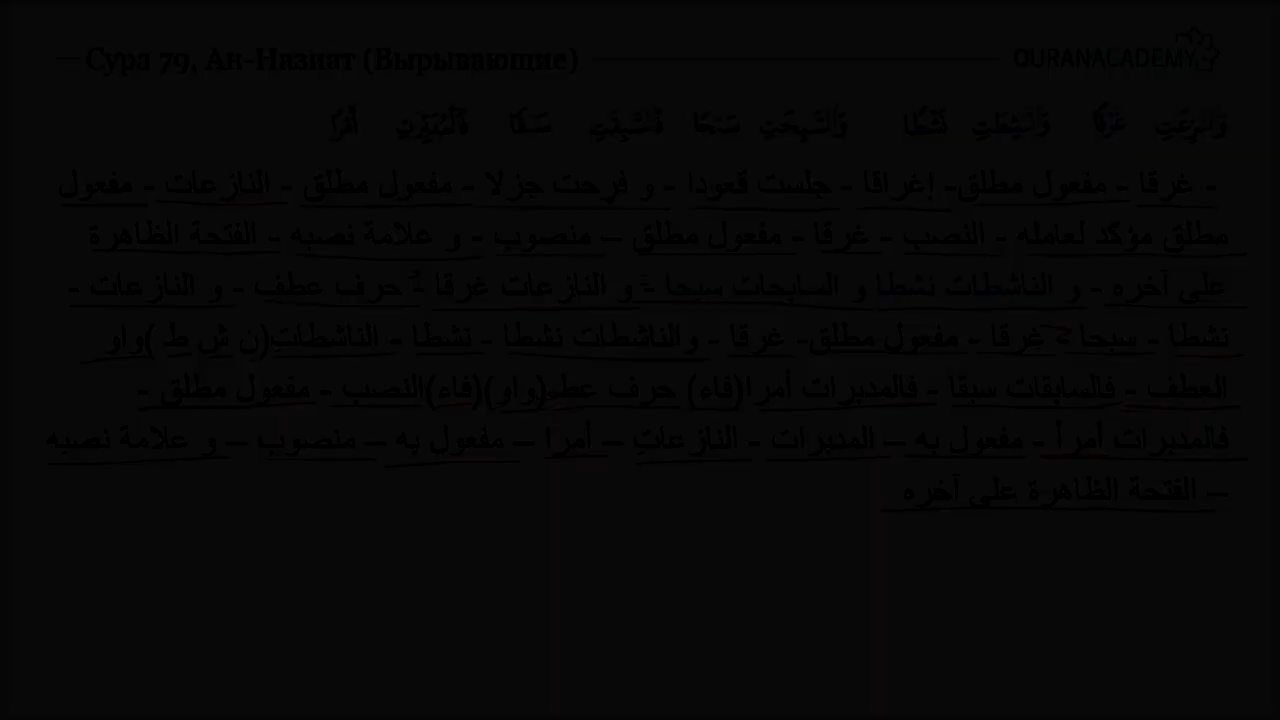 Сура 79, Ан-Назиат (Вырывающие)
QURANACADEMY
وَٱلنَّٰزِعَٰتِ غَرْقًا وَٱلنَّٰشِطَٰتِ نَشْطًا وَٱلسَّٰبِحَٰتِ سَبْحًا فَٱلسَّٰبِقَٰتِ سَبْقًا فَٱلْمُدَبِّرَٰتِ أَمْرًا
- غرقا - مفعول مطلق- إغراقا - جلست قعودا - و فرحت جزلا - مفعول مطلق - النازعات - مفعول
مطلق مؤكد لعامله - النصب - غرقا - مفعول مطلق – منصوب - و علامة نصبه - الفتحة الظاهرة
على آخره - و الناشطات نشطا و السابحات سبحا - و النازعات غرقا - حرف عطف - و النازعات -
نشطا - سبحا - غرقا - مفعول مطلق- غرقا - والناشطات نشطا - نشطا - الناشطات(ن ش ط )واو
العطف - فالسابقات سبقا - فالمدبرات أمرا(فاء) حرف عطف(واو)(فاء)النصب - مفعول مطلق -
فالمدبرات أمرأ - مفعول به – المدبرات - النازعات – أمرا – مفعول به – منصوب – و علامة نصبه
– الفتحة الظاهرة على آخره